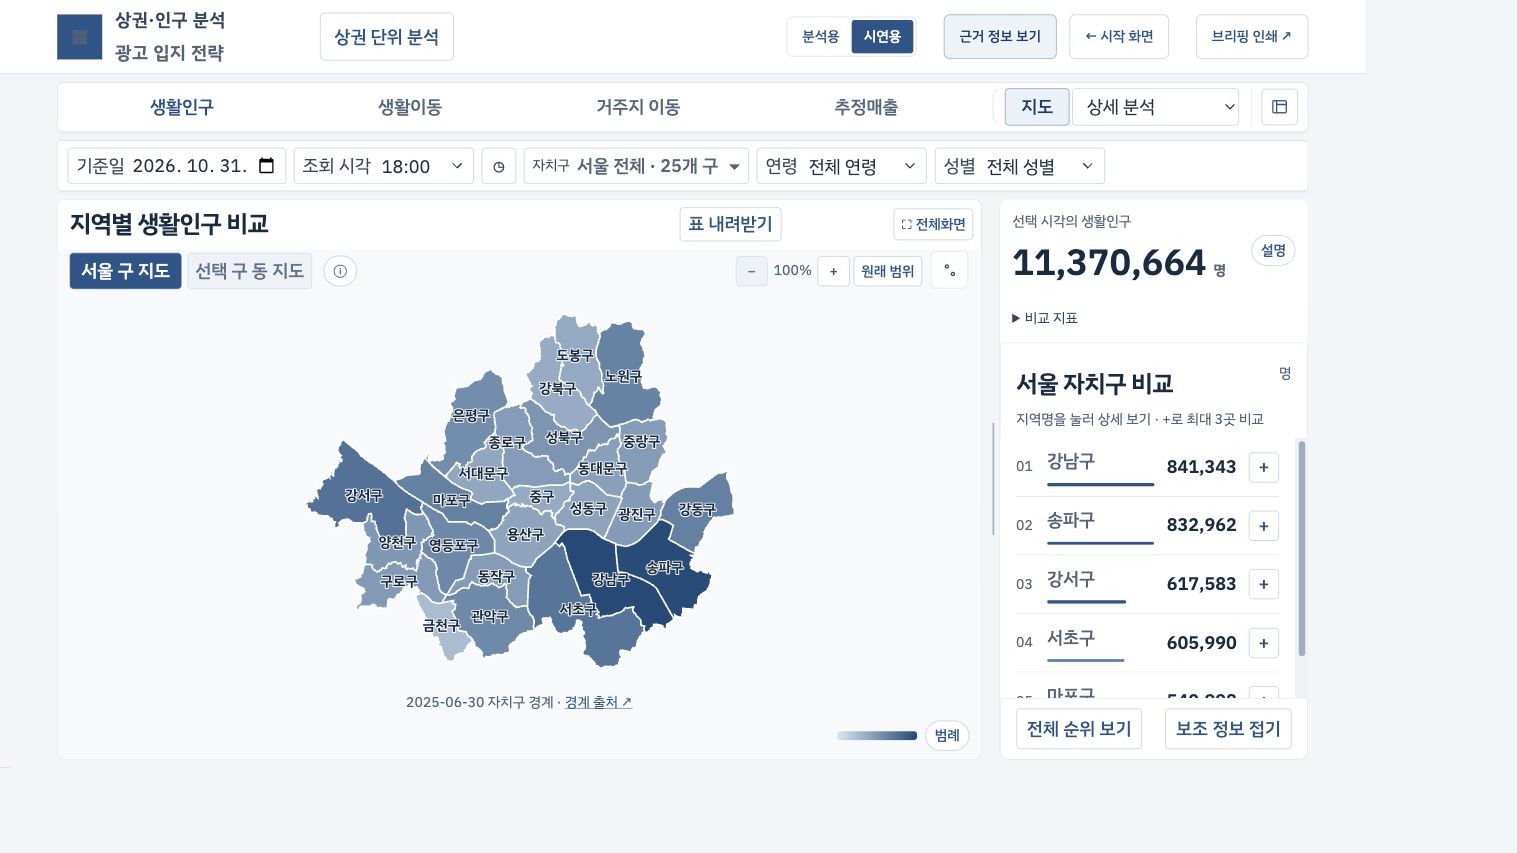 상권·인구 분석
광고 입지 전략
상권 단위 분석
분석용 시연용
근거 정보 보기
← 시작 화면
브리핑 인쇄 ↗
생활인구
생활이동
거주지 이동
추정매출
지도
상세 분석
기준일 2026. 10. 31.
조회 시각 18:00
자치구 서울 전체 · 25개 구
연령 전체 연령
성별 전체 성별
지역별 생활인구 비교
표 내려받기
전체화면
서울 구 지도
선택 구 동 지도
− 100% +
원래 범위
도봉구
노원구
강북구
은평구
종로구
성북구
중랑구
서대문구
동대문구
강서구
마포구
중구
성동구
광진구
강동구
양천구
영등포구
용산구
구로구
동작구
강남구
송파구
금천구
관악구
서초구
2025-06-30 자치구 경계 · 경계 출처 ↗
범례
선택 시각의 생활인구
11,370,664 명
설명
▶ 비교 지표
서울 자치구 비교
명
지역명을 눌러 상세 보기 · +로 최대 3곳 비교
01 강남구 841,343 +
02 송파구 832,962 +
03 강서구 617,583 +
04 서초구 605,990 +
마포구
전체 순위 보기
보조 정보 접기